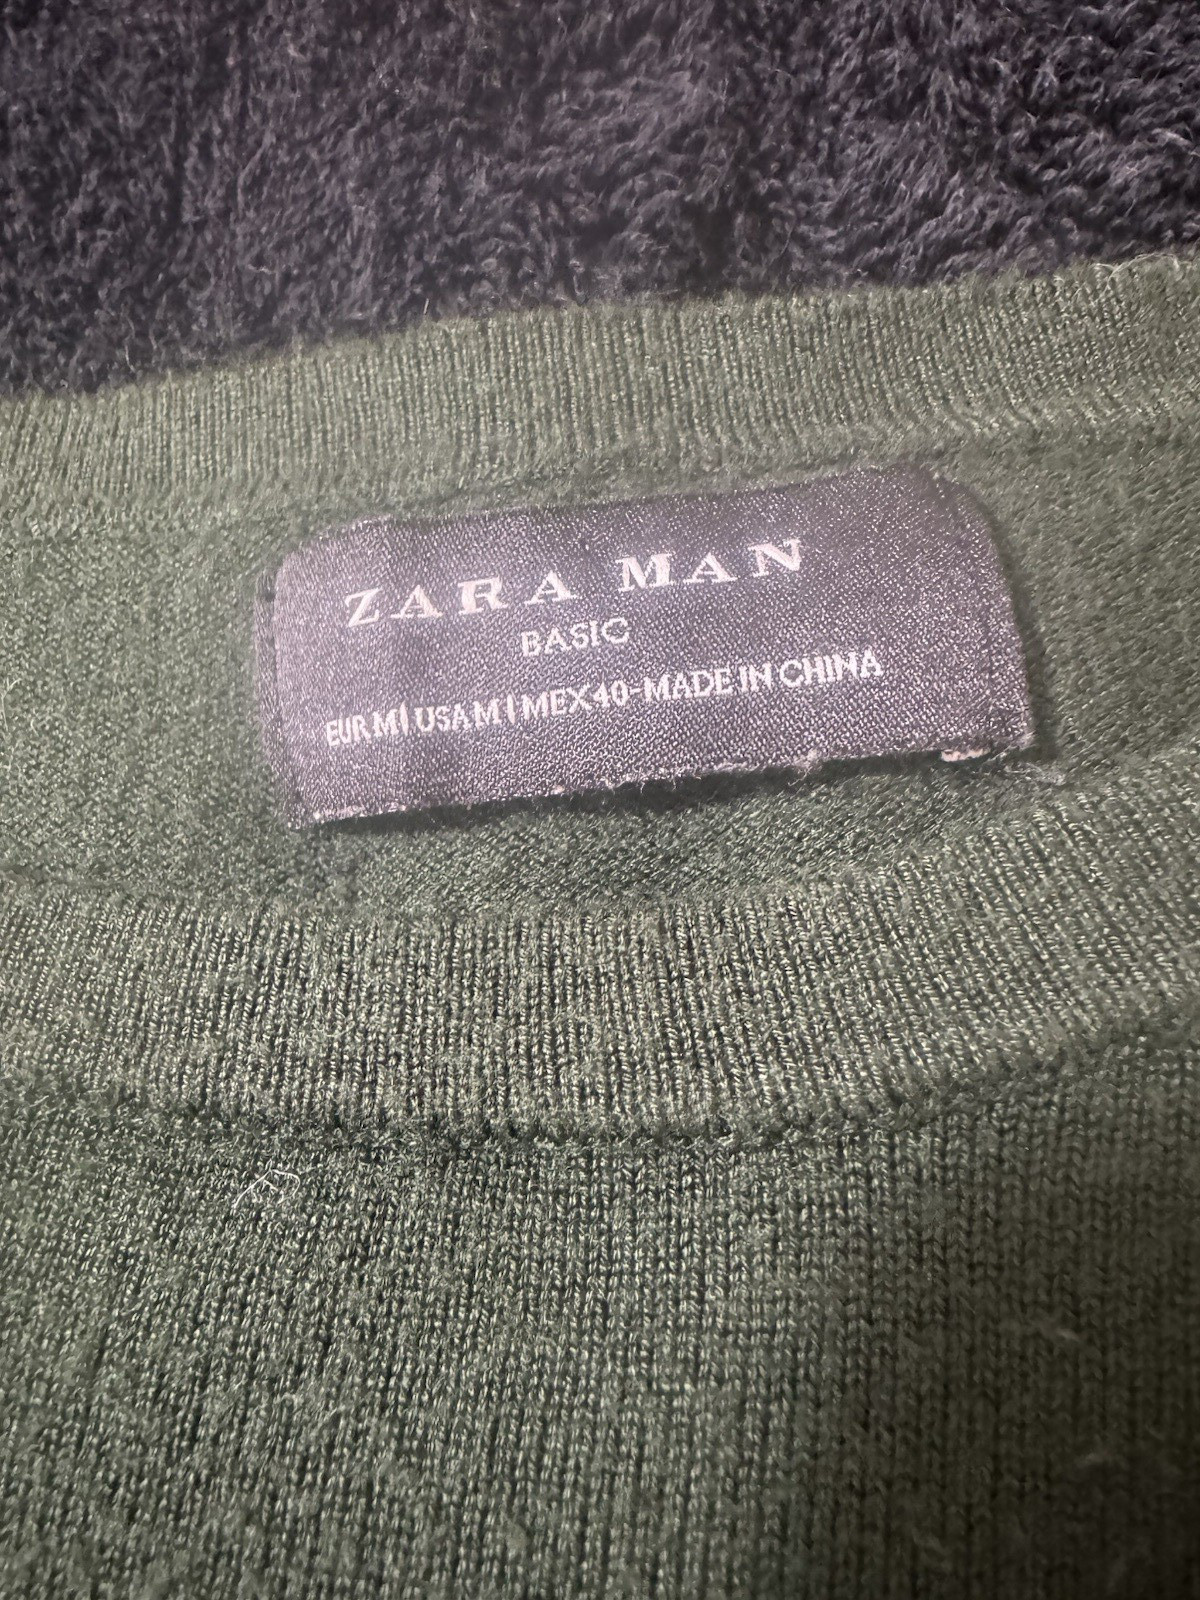 ZARA MAN
BASIC
EUR M | USA M | MEX 40 - MADE IN CHINA